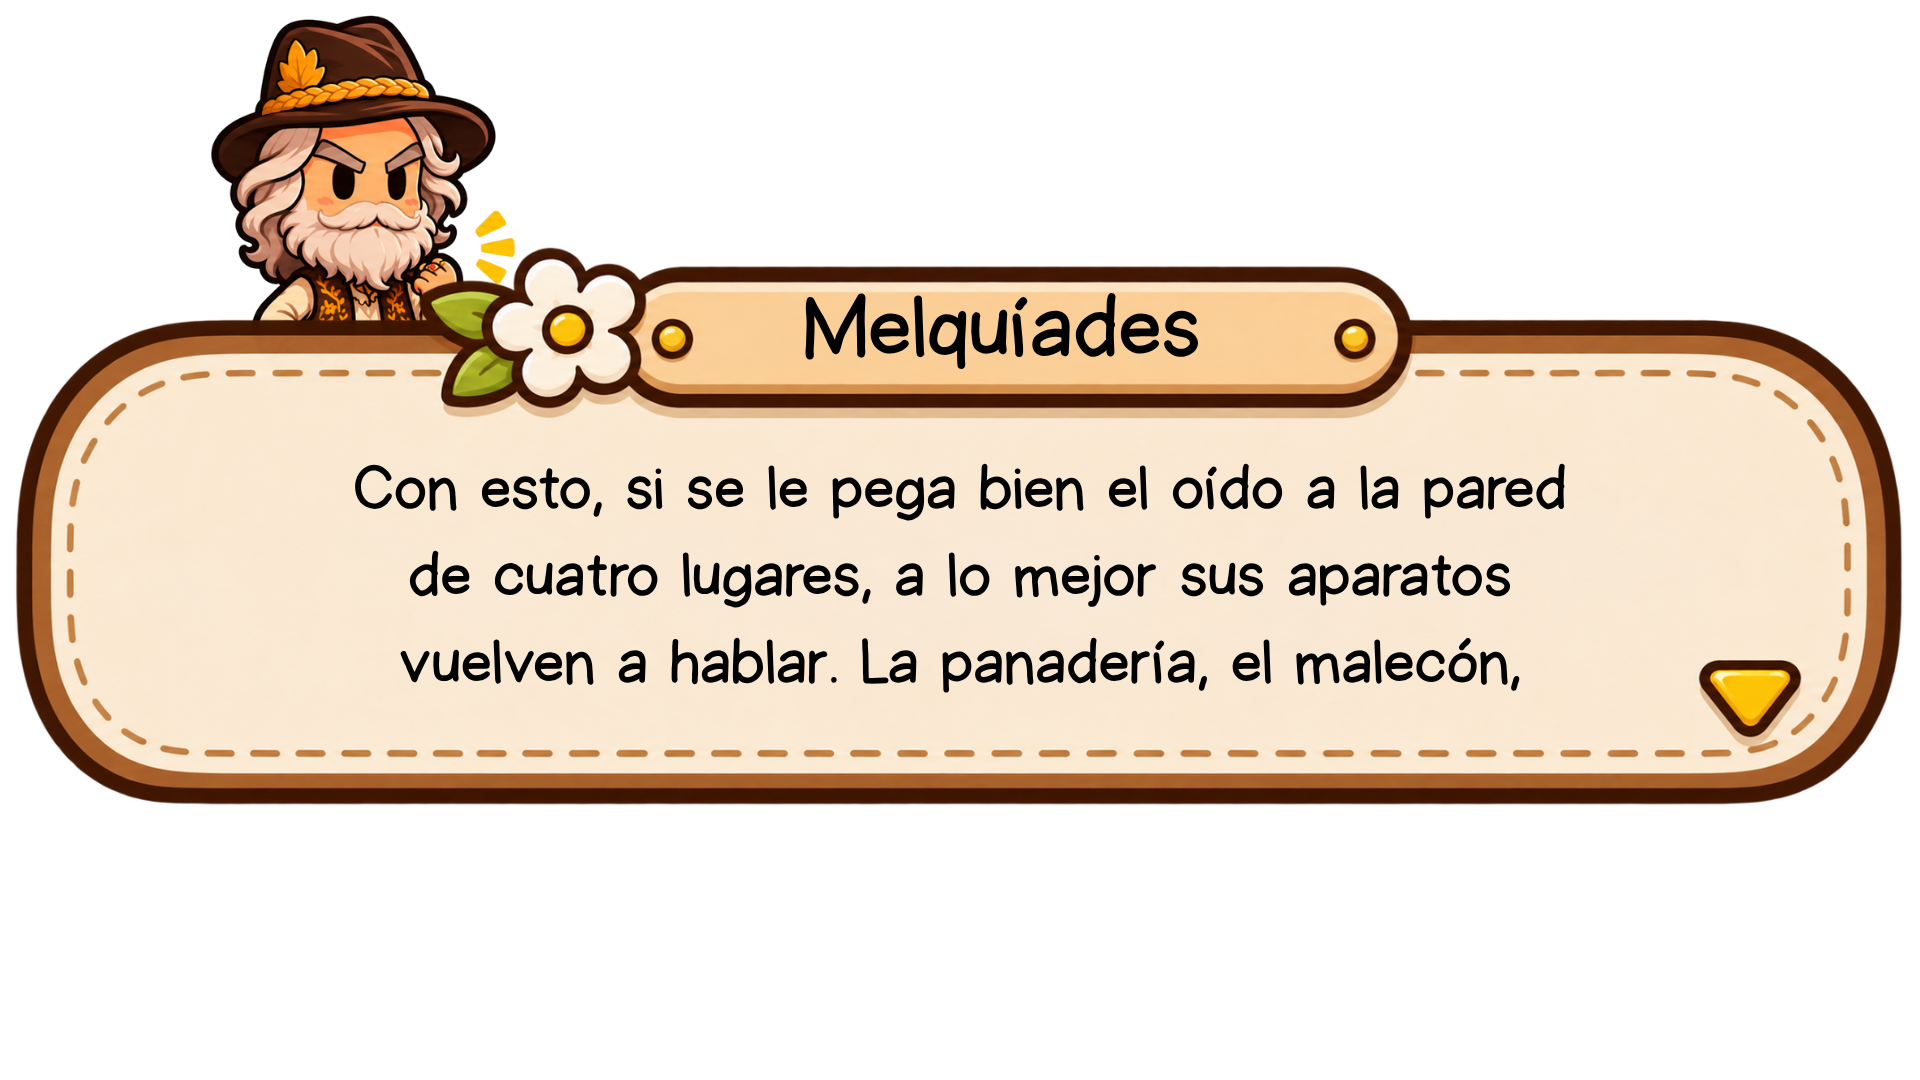 Melquíades
Con esto, si se le pega bien el oído a la pared
de cuatro lugares, a lo mejor sus aparatos
vuelven a hablar. La panadería, el malecón,